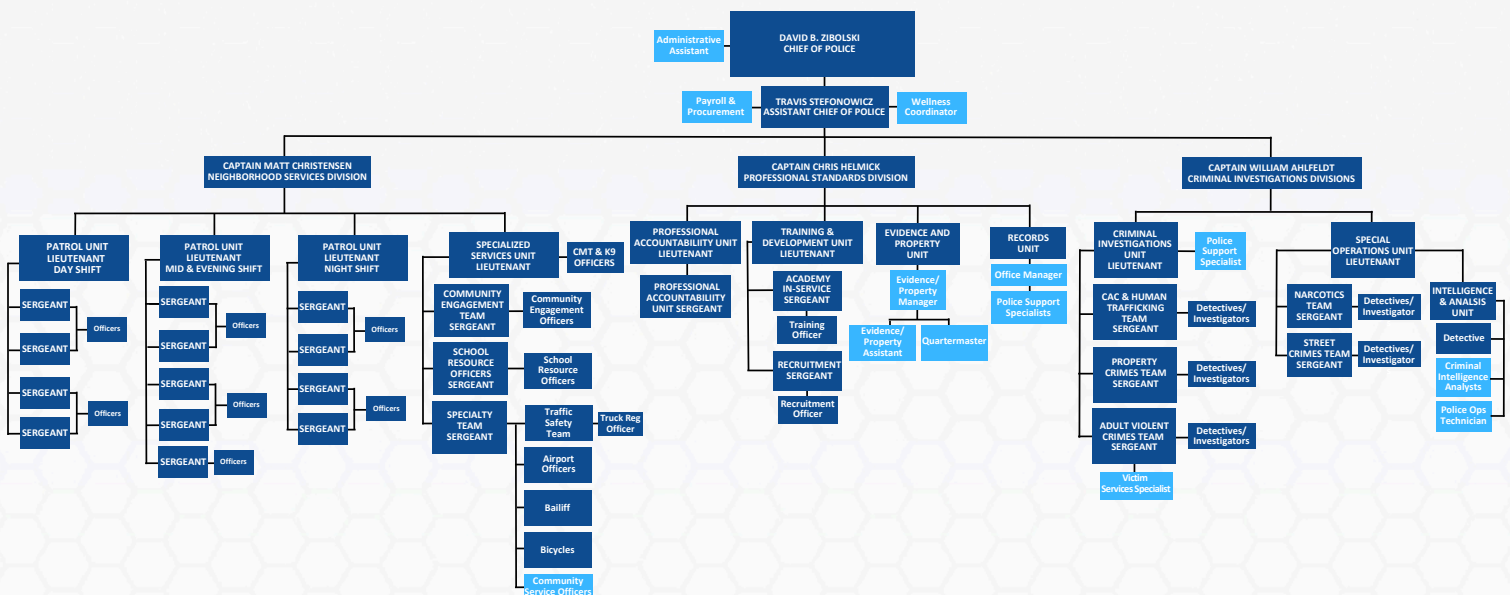 DAVID B. ZIBOLSKI
CHIEF OF POLICE
Administrative
Assistant
TRAVIS STEFONOWICZ
ASSISTANT CHIEF OF POLICE
Payroll &
Procurement
Wellness
Coordinator
CAPTAIN MATT CHRISTENSEN
NEIGHBORHOOD SERVICES DIVISION
CAPTAIN CHRIS HELMICK
PROFESSIONAL STANDARDS DIVISION
CAPTAIN WILLIAM AHLFELDT
CRIMINAL INVESTIGATIONS DIVISIONS
PATROL UNIT
LIEUTENANT
DAY SHIFT
SERGEANT
SERGEANT
Officers
SERGEANT
SERGEANT
Officers
PATROL UNIT
LIEUTENANT
MID & EVENING SHIFT
SERGEANT
SERGEANT
Officers
SERGEANT
SERGEANT
Officers
SERGEANT
Officers
PATROL UNIT
LIEUTENANT
NIGHT SHIFT
SERGEANT
SERGEANT
Officers
SERGEANT
SERGEANT
Officers
SPECIALIZED
SERVICES UNIT
LIEUTENANT
CMT & K9
OFFICERS
COMMUNITY
ENGAGEMENT
TEAM
SERGEANT
Community
Engagement
Officers
SCHOOL
RESOURCE
OFFICERS
SERGEANT
School
Resource
Officers
SPECIALTY
TEAM
SERGEANT
Traffic
Safety
Team
Truck Reg
Officer
Airport
Officers
Bailiff
Bicycles
Community
Service Officers
PROFESSIONAL
ACCOUNTABILITY UNIT
LIEUTENANT
PROFESSIONAL
ACCOUNTABILITY
UNIT SERGEANT
TRAINING &
DEVELOPMENT UNIT
LIEUTENANT
ACADEMY
IN-SERVICE
SERGEANT
Training
Officer
RECRUITMENT
SERGEANT
Recruitment
Officer
EVIDENCE AND
PROPERTY
UNIT
Evidence/
Property
Manager
Evidence/
Property
Assistant
Quartermaster
RECORDS
UNIT
Office Manager
Police Support
Specialists
CRIMINAL
INVESTIGATIONS
UNIT
LIEUTENANT
Police
Support
Specialist
CAC & HUMAN
TRAFFICKING
TEAM
SERGEANT
Detectives/
Investigators
PROPERTY
CRIMES TEAM
SERGEANT
Detectives/
Investigators
ADULT VIOLENT
CRIMES TEAM
SERGEANT
Detectives/
Investigators
Victim
Services Specialist
SPECIAL
OPERATIONS UNIT
LIEUTENANT
NARCOTICS
TEAM
SERGEANT
Detectives/
Investigator
STREET
CRIMES TEAM
SERGEANT
Detectives/
Investigator
INTELLIGENCE
& ANALSIS
UNIT
Detective
Criminal
Intelligence
Analysts
Police Ops
Technician